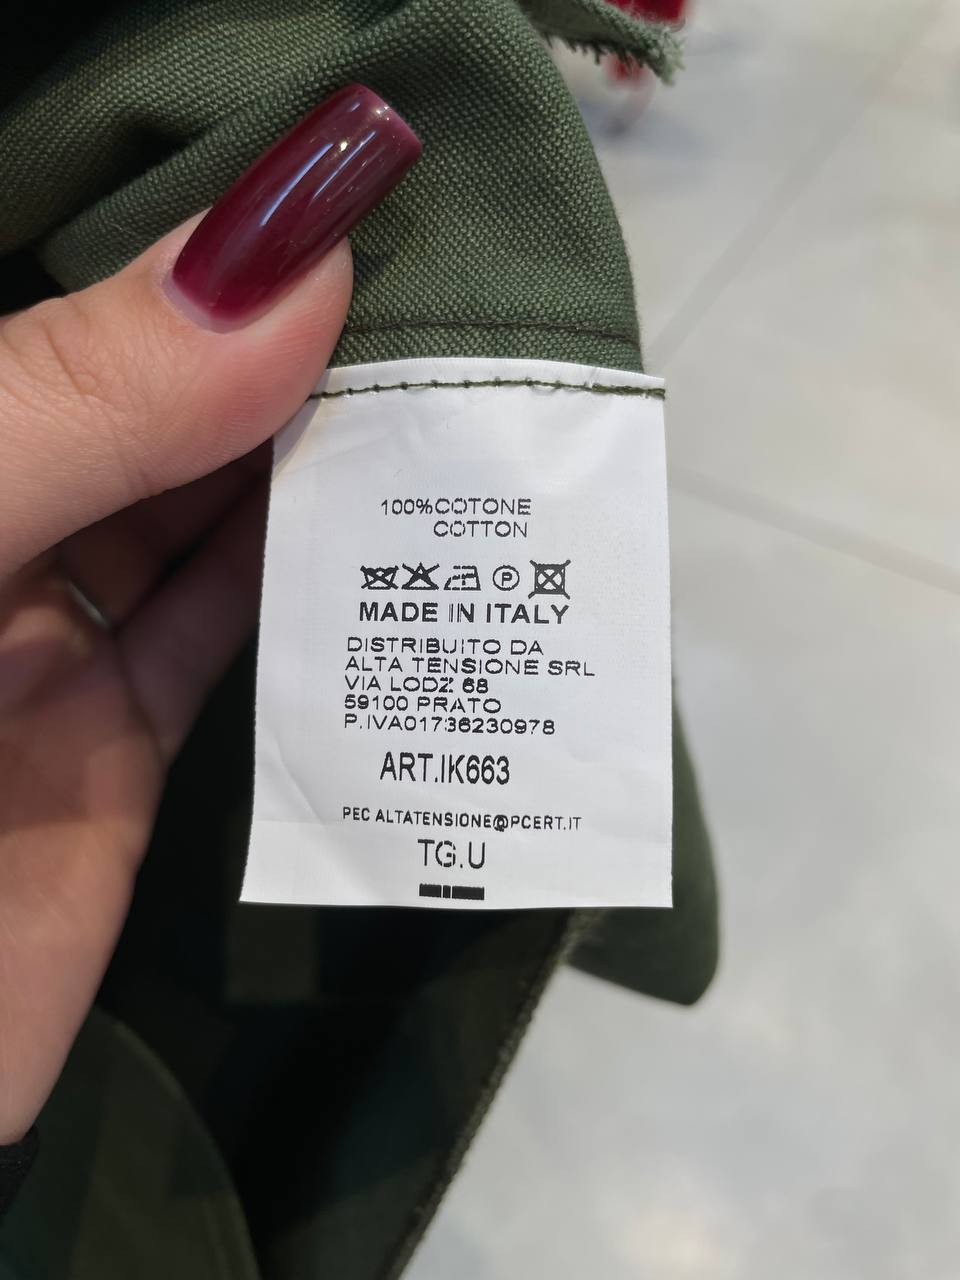 100%COTONE
COTTON
P
MADE IN ITALY
DISTRIBUITO DA
ALTA TENSIONE SRL
VIA LODZ 68
59100 PRATO
P.IVA01736230978
ART.IK663
PEC ALTATENSIONE@PCERT.IT
TG.U